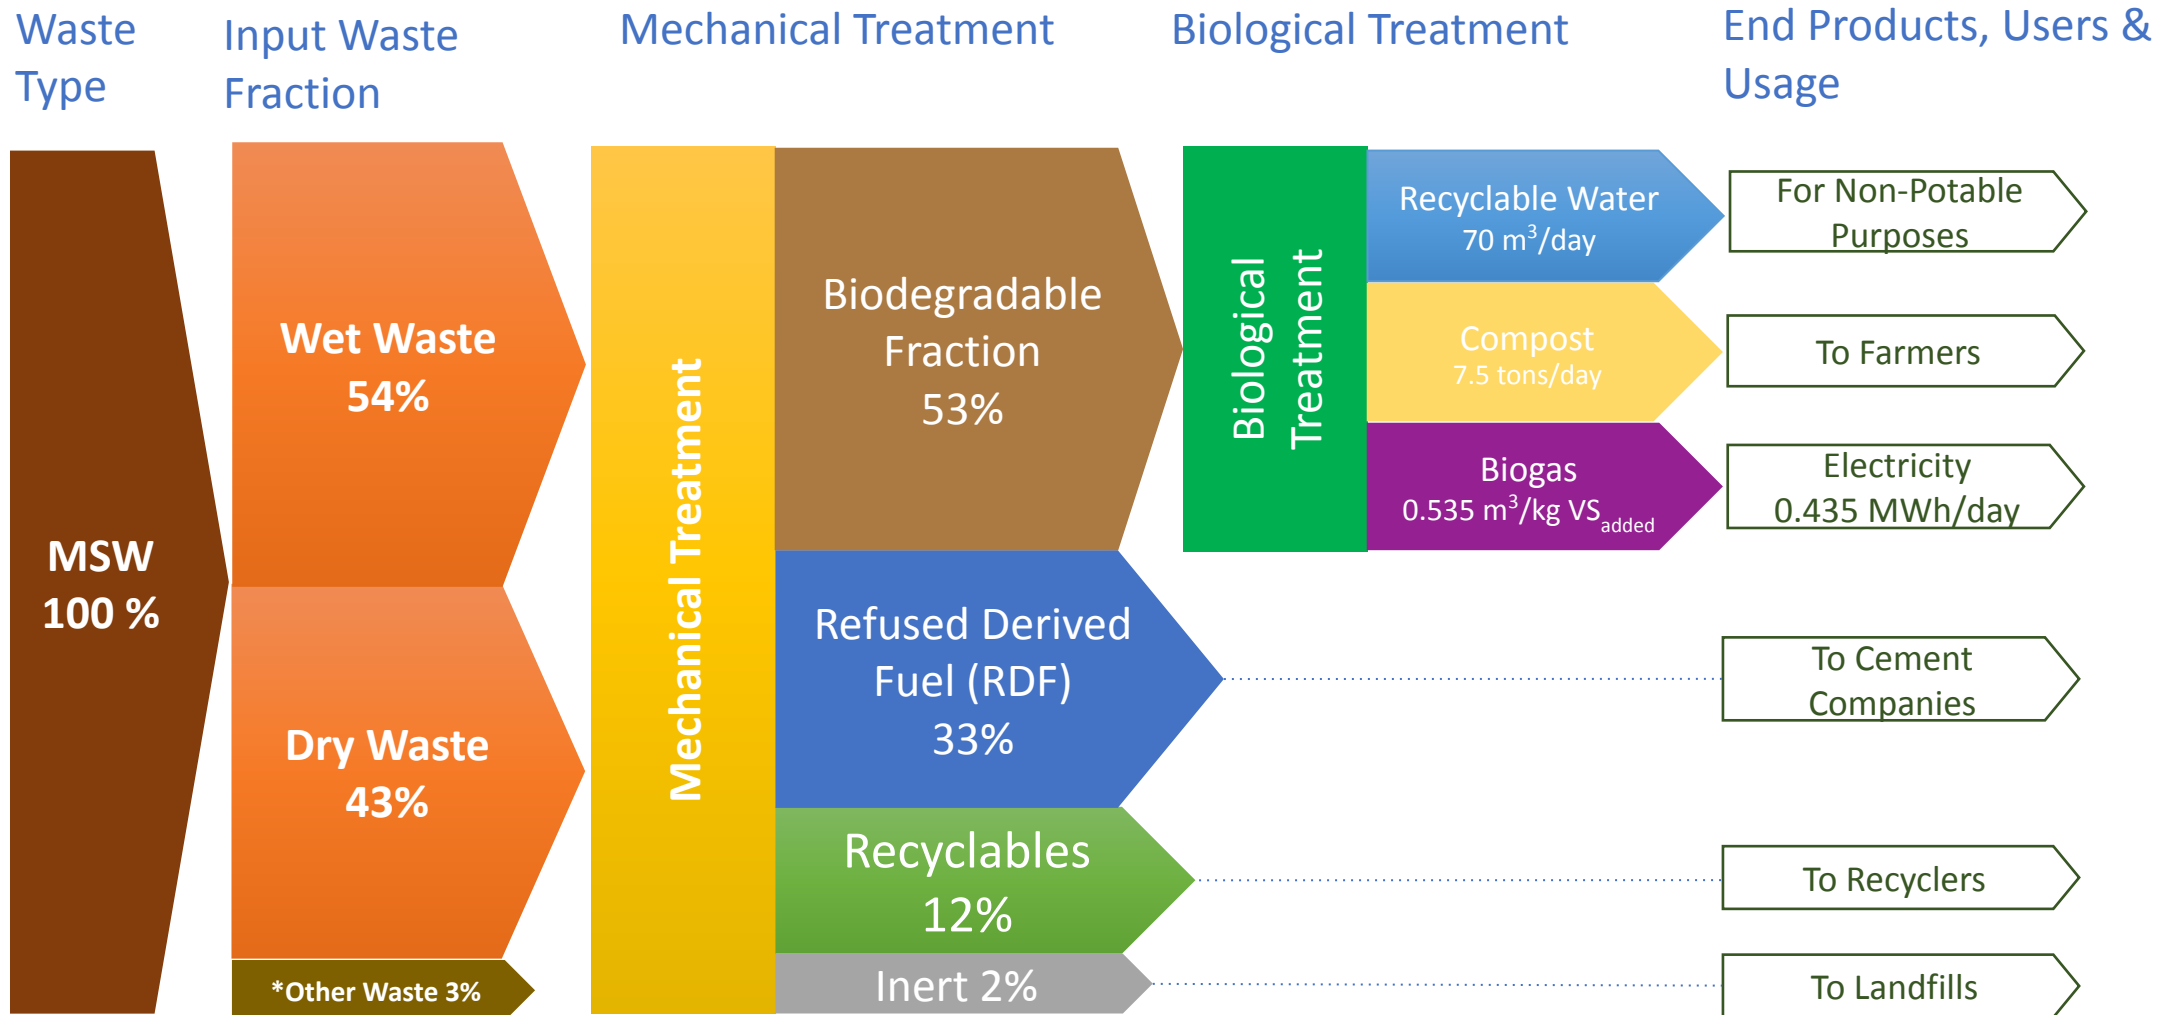 Waste
Type
Input Waste
Fraction
Mechanical Treatment
Biological Treatment
End Products, Users &
Usage
MSW
100 %
Wet Waste
54%
Dry Waste
43%
*Other Waste 3%
Mechanical Treatment
Biodegradable
Fraction
53%
Refused Derived
Fuel (RDF)
33%
Recyclables
12%
Inert 2%
Biological
Treatment
Recyclable Water
70 m³/day
Compost
7.5 tons/day
Biogas
0.535 m³/kg VS added
For Non-Potable
Purposes
To Farmers
Electricity
0.435 MWh/day
To Cement
Companies
To Recyclers
To Landfills